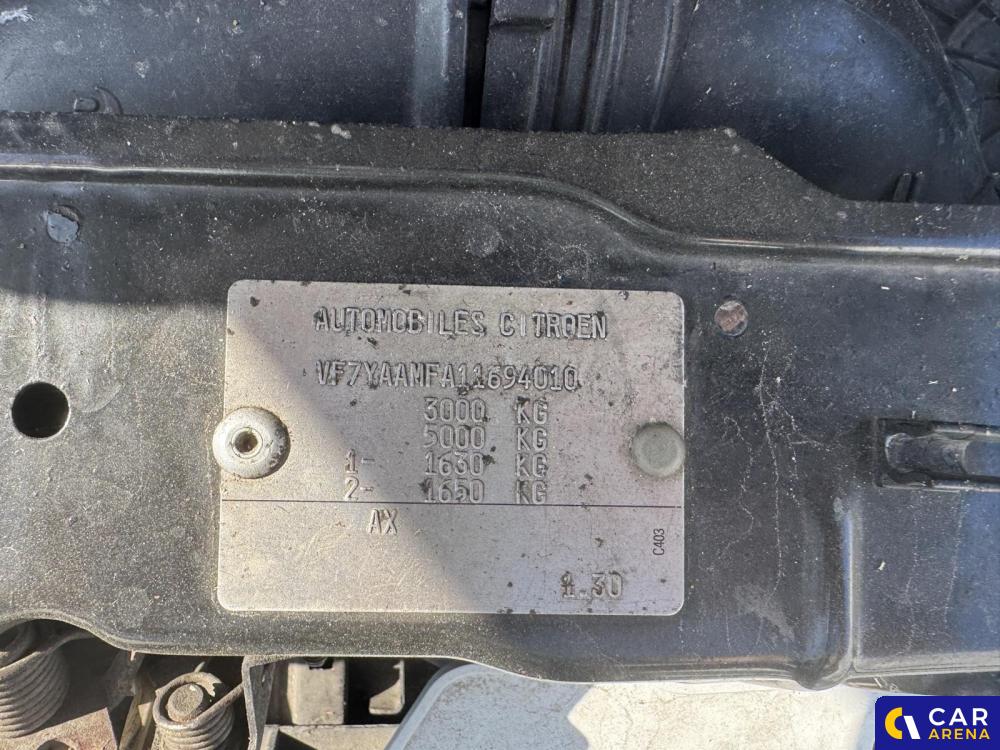 AUTOMOBILES CITROEN
VF7YAAMFA11694010
3000 KG
5000 KG
1- 1630 KG
2- 1650 KG
AX
C403
1.30
CAR
ARENA